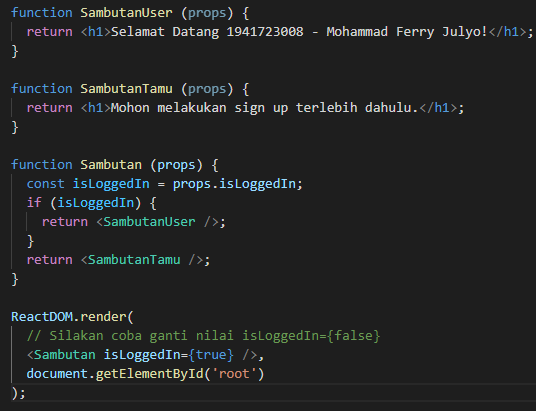 function SambutanUser (props) {
  return <h1>Selamat Datang 1941723008 - Mohammad Ferry Julyo!</h1>;
}

function SambutanTamu (props) {
  return <h1>Mohon melakukan sign up terlebih dahulu.</h1>;
}

function Sambutan (props) {
  const isLoggedIn = props.isLoggedIn;
  if (isLoggedIn) {
    return <SambutanUser />;
  }
  return <SambutanTamu />;
}

ReactDOM.render(
  // Silakan coba ganti nilai isLoggedIn={false}
  <Sambutan isLoggedIn={true} />,
  document.getElementById('root')
);